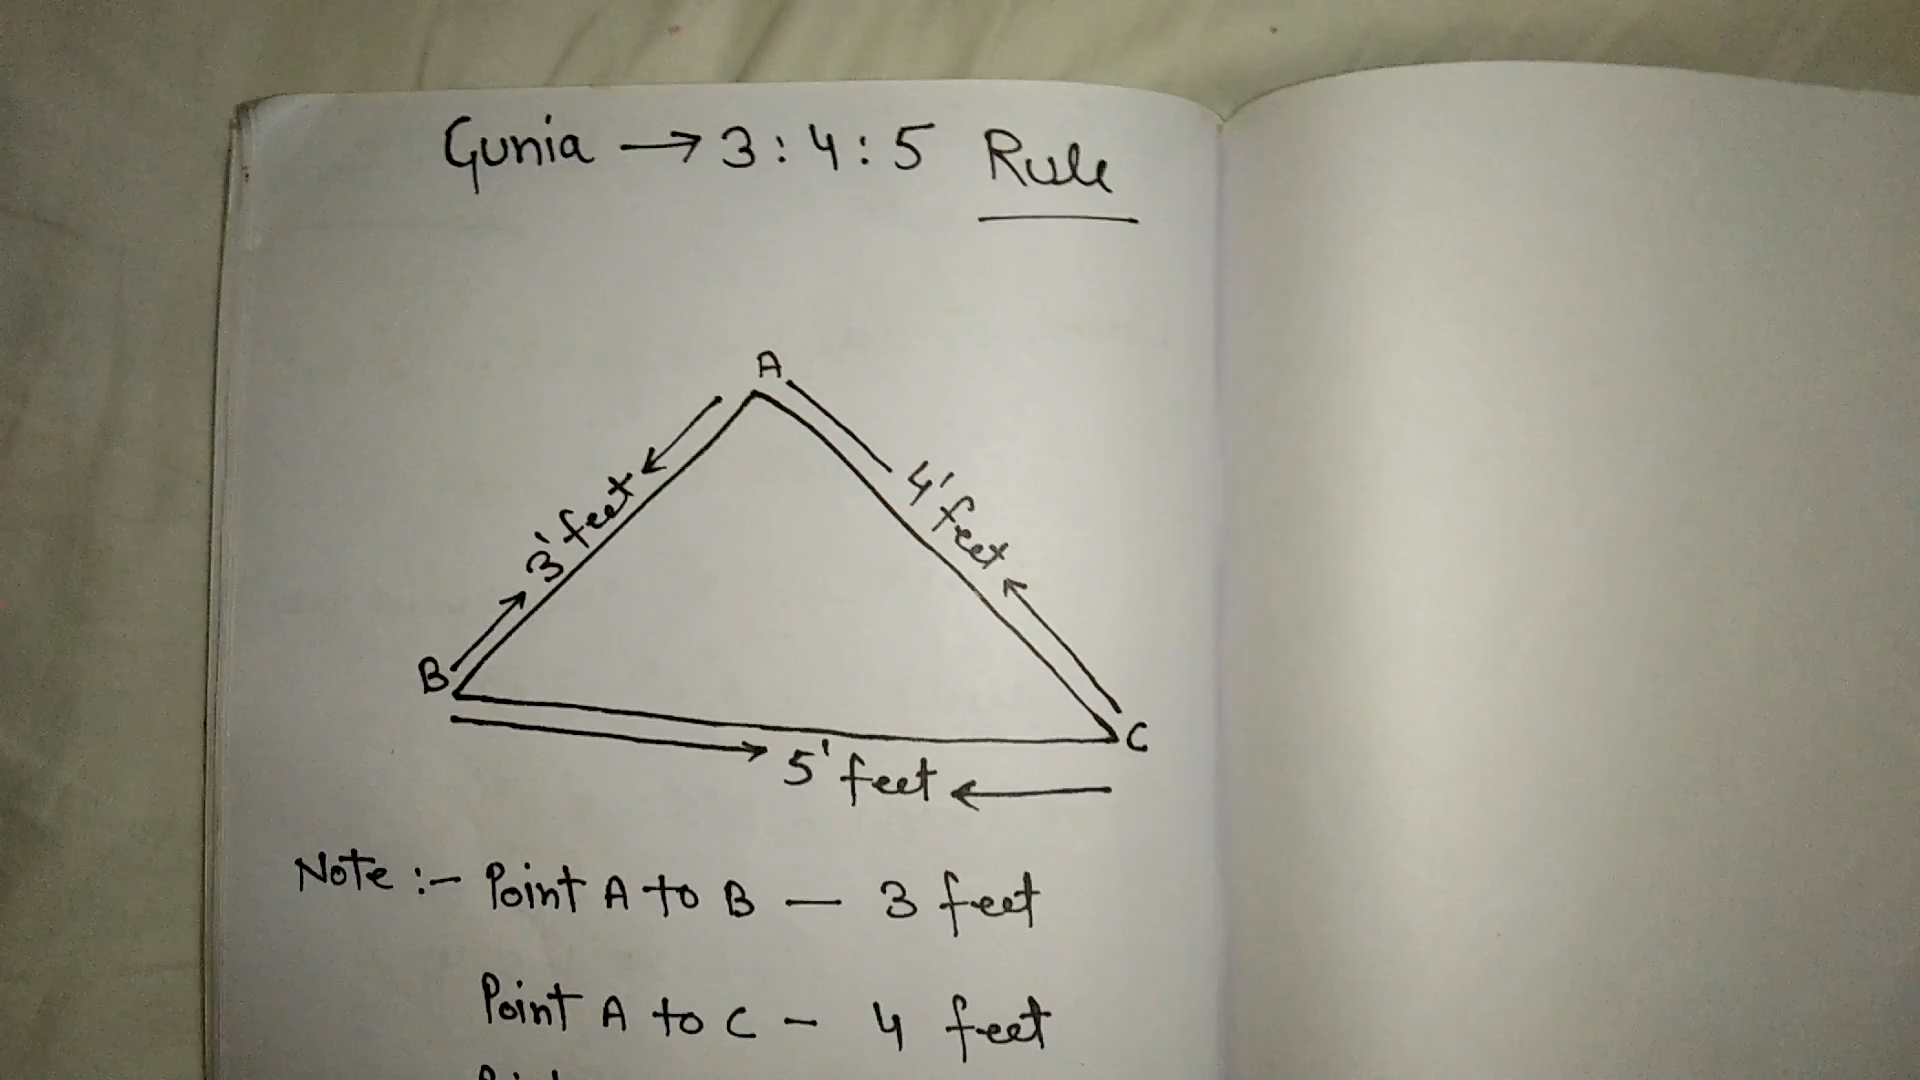 Gunia → 3 : 4 : 5 Rule
A
3' feet
4' feet
B
C
5' feet
Note :- Point A to B — 3 feet
Point A to C - 4 feet